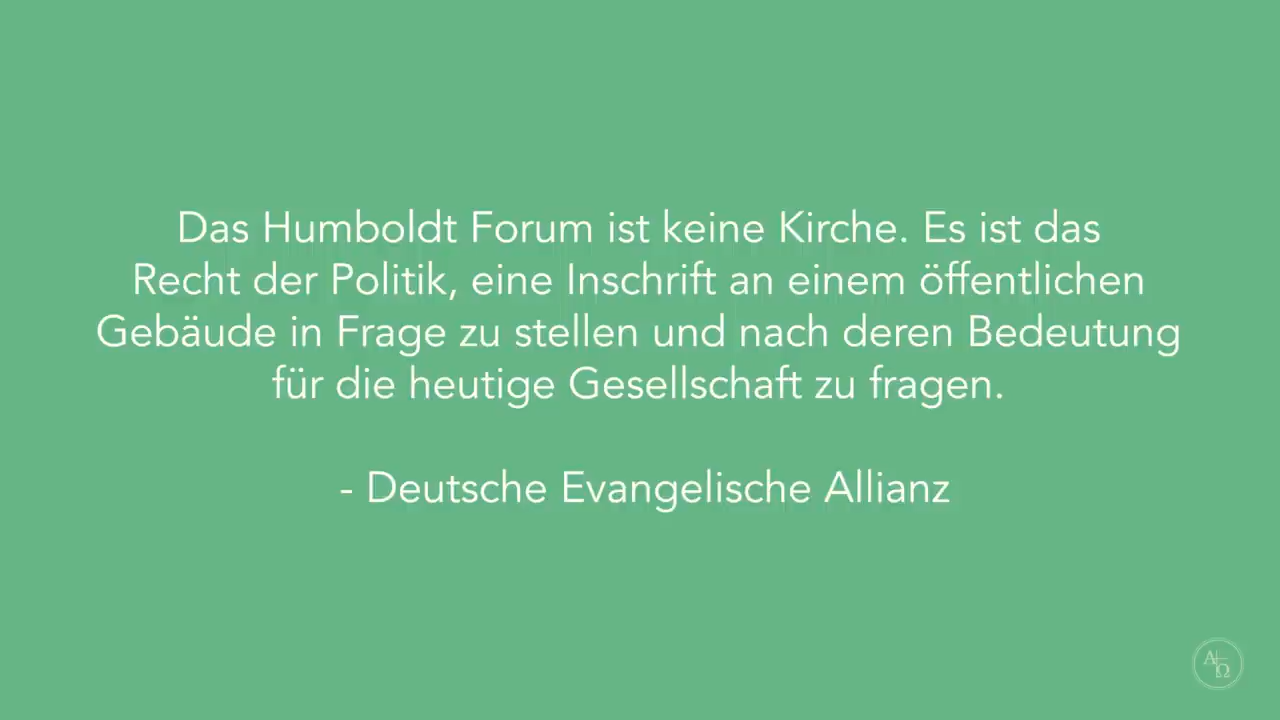 Das Humboldt Forum ist keine Kirche. Es ist das
Recht der Politik, eine Inschrift an einem öffentlichen
Gebäude in Frage zu stellen und nach deren Bedeutung
für die heutige Gesellschaft zu fragen.
- Deutsche Evangelische Allianz
Α
Ω